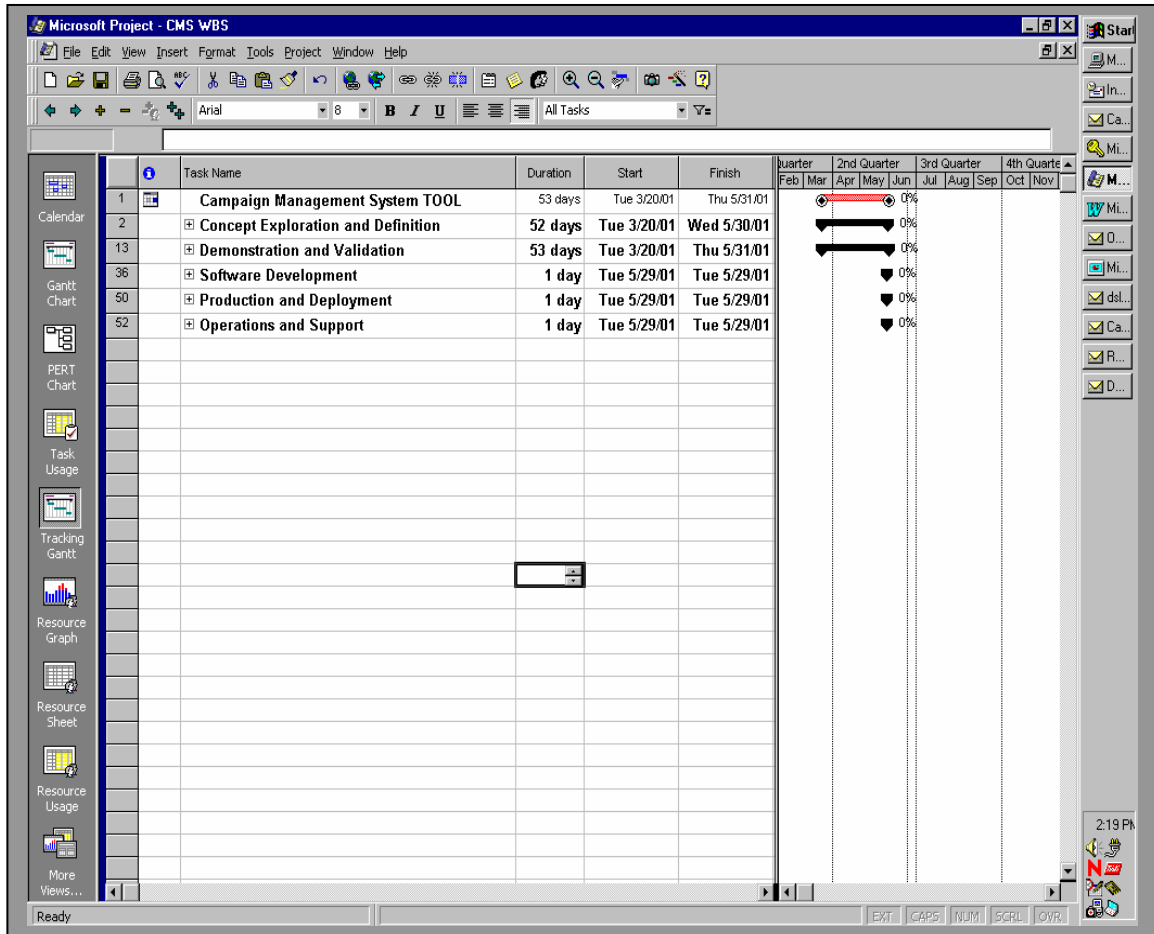 Microsoft Project - CMS WBS
File Edit View Insert Format Tools Project Window Help
Arial 8 B I U All Tasks
Task Name Duration Start Finish
Quarter 2nd Quarter 3rd Quarter 4th Quarte
Feb Mar Apr May Jun Jul Aug Sep Oct Nov
1 Campaign Management System TOOL 53 days Tue 3/20/01 Thu 5/31/01 0%
2 Concept Exploration and Definition 52 days Tue 3/20/01 Wed 5/30/01 0%
13 Demonstration and Validation 53 days Tue 3/20/01 Thu 5/31/01 0%
36 Software Development 1 day Tue 5/29/01 Tue 5/29/01 0%
50 Production and Deployment 1 day Tue 5/29/01 Tue 5/29/01 0%
52 Operations and Support 1 day Tue 5/29/01 Tue 5/29/01 0%
Calendar
Gantt
Chart
PERT
Chart
Task
Usage
Tracking
Gantt
Resource
Graph
Resource
Sheet
Resource
Usage
More
Views...
Ready
EXT CAPS NUM SCRL OVR
Start
M...
In...
Ca...
Mi...
M...
Mi...
O...
Mi...
dsl...
Ca...
R...
D...
2:19 PM